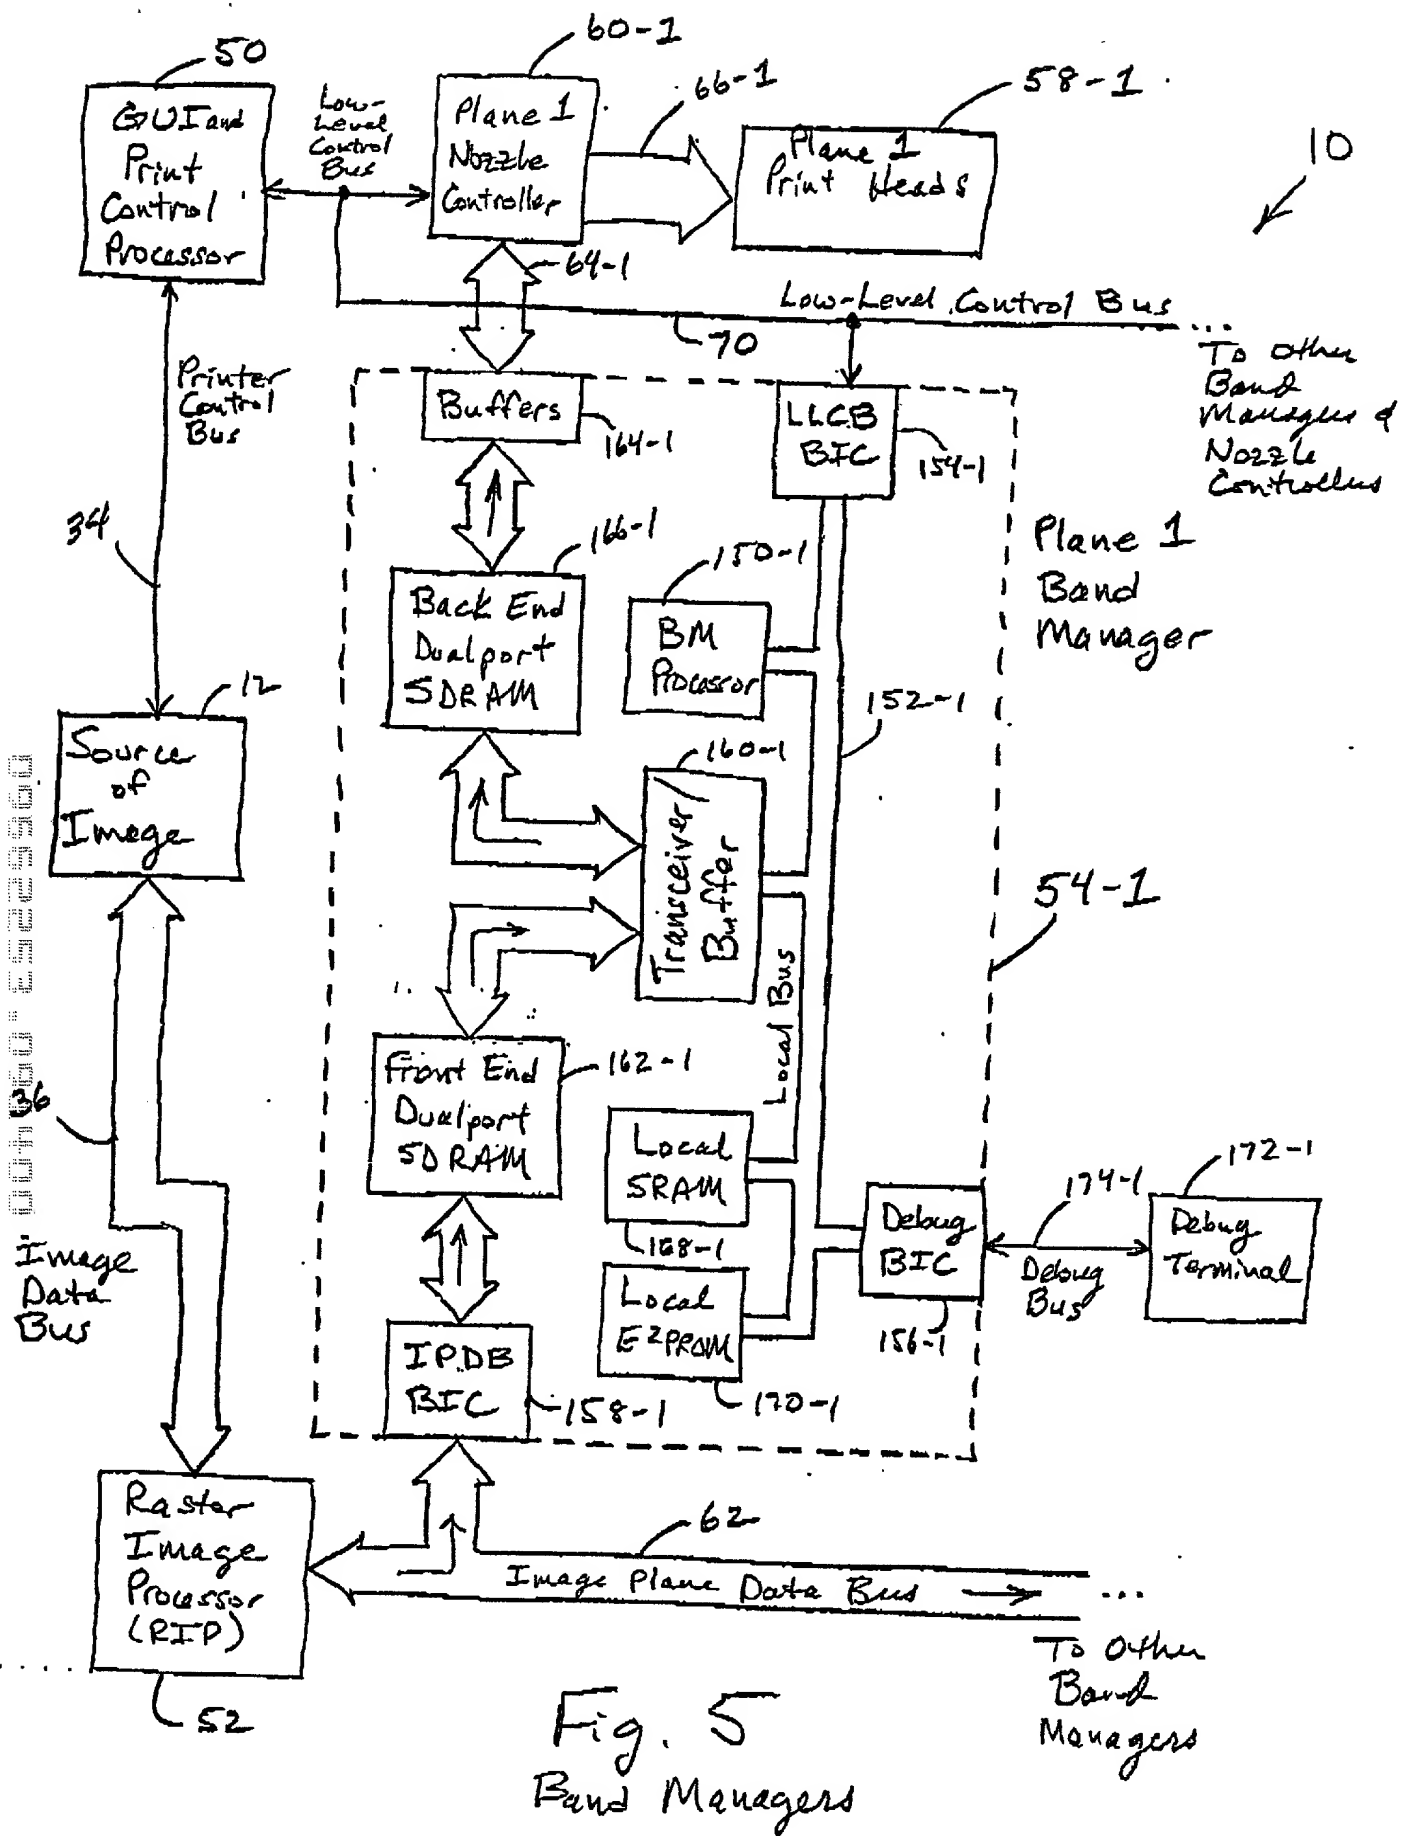 50
60-1
66-1
58-1
10
GUI and
Print
Control
Processor
Low-
Level
Control
Bus
Plane 1
Nozzle
Controller
Plane 1
Print Heads
64-1
Low-Level Control Bus
70
...
To Other
Band
Managers &
Nozzle
Controllers
Printer
Control
Bus
Buffers
164-1
LLCB
BIC
154-1
34
166-1
150-1
Plane 1
Band
Manager
Back End
Dualport
SDRAM
BM
Processor
12
152-1
Source
of
Image
160-1
Transceiver/
Buffer
54-1
Local Bus
Front End
Dualport
SDRAM
162-1
36
Local
SRAM
168-1
172-1
174-1
Debug
BIC
Debug
Terminal
Debug
Bus
156-1
Image
Data
Bus
Local
E2PROM
170-1
IPDB
BIC
158-1
Raster
Image
Processor
(RIP)
62
Image Plane Data Bus
...
To Other
Band
Managers
52
Fig. 5
Band Managers